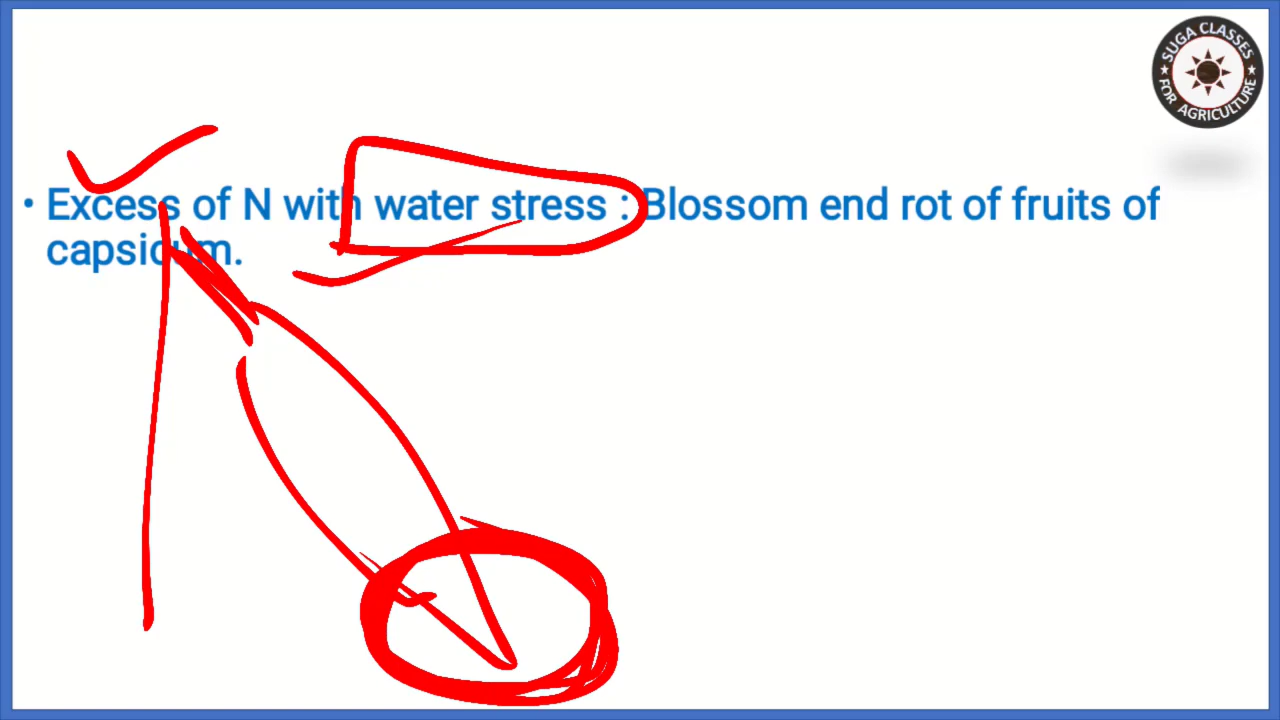 SUGA CLASSES
FOR AGRICULTURE
• Excess of N with water stress : Blossom end rot of fruits of
capsicum.